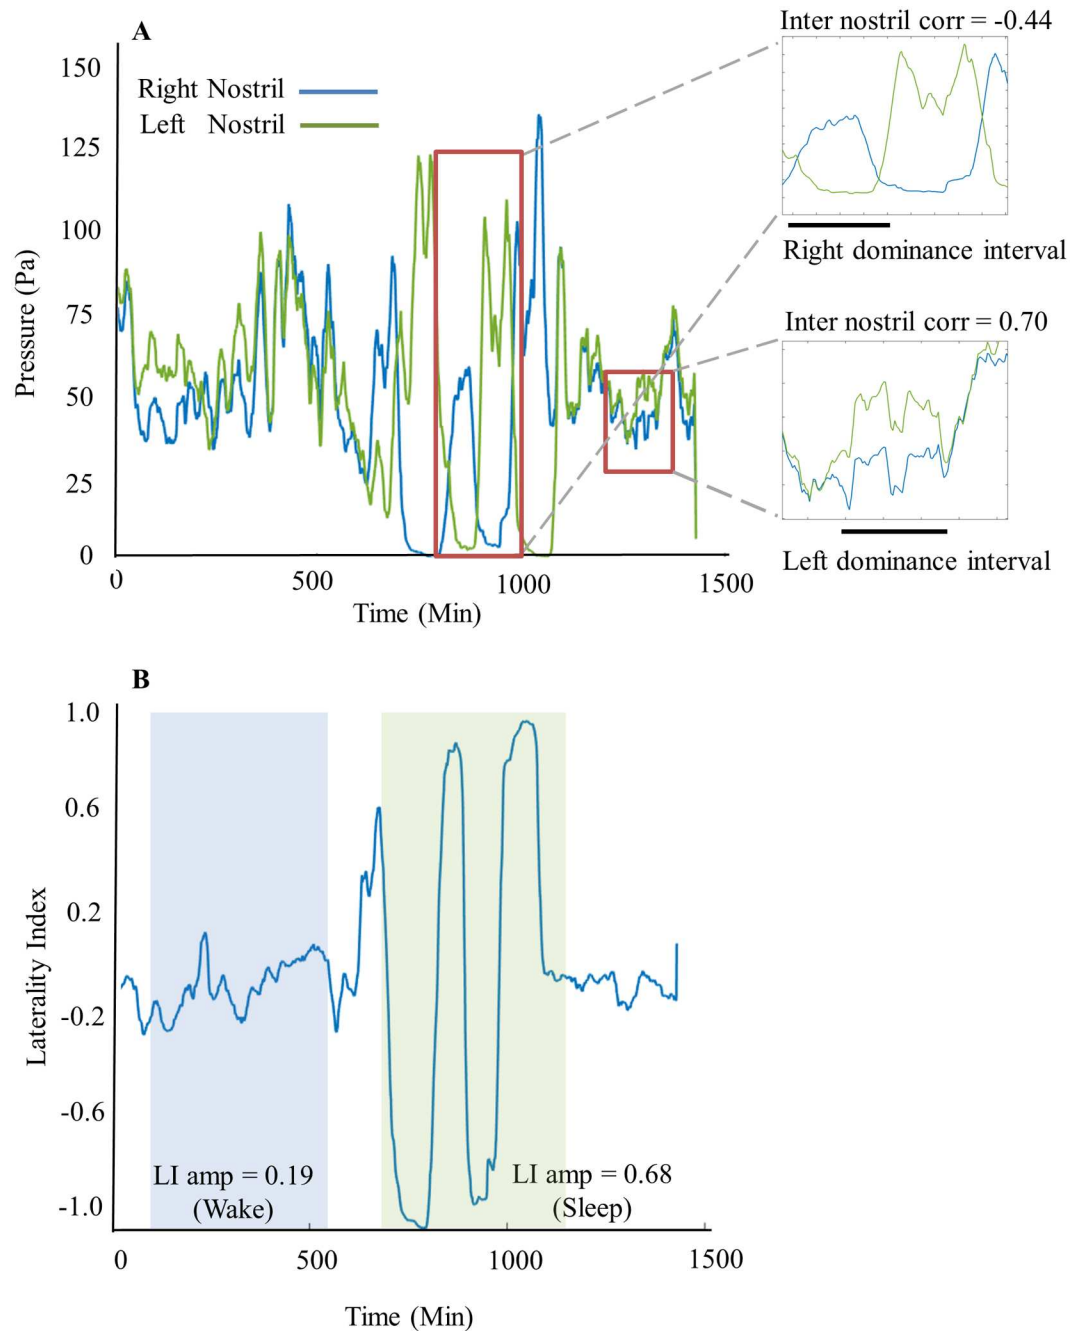 A
Inter nostril corr = -0.44
150
Right Nostril
Left Nostril
125
100
75
50
25
0
Pressure (Pa)
0
500
1000
1500
Time (Min)
Right dominance interval
Inter nostril corr = 0.70
Left dominance interval
B
1.0
0.6
0.2
-0.2
-0.6
-1.0
Laterality Index
LI amp = 0.19
(Wake)
LI amp = 0.68
(Sleep)
0
500
1000
1500
Time (Min)